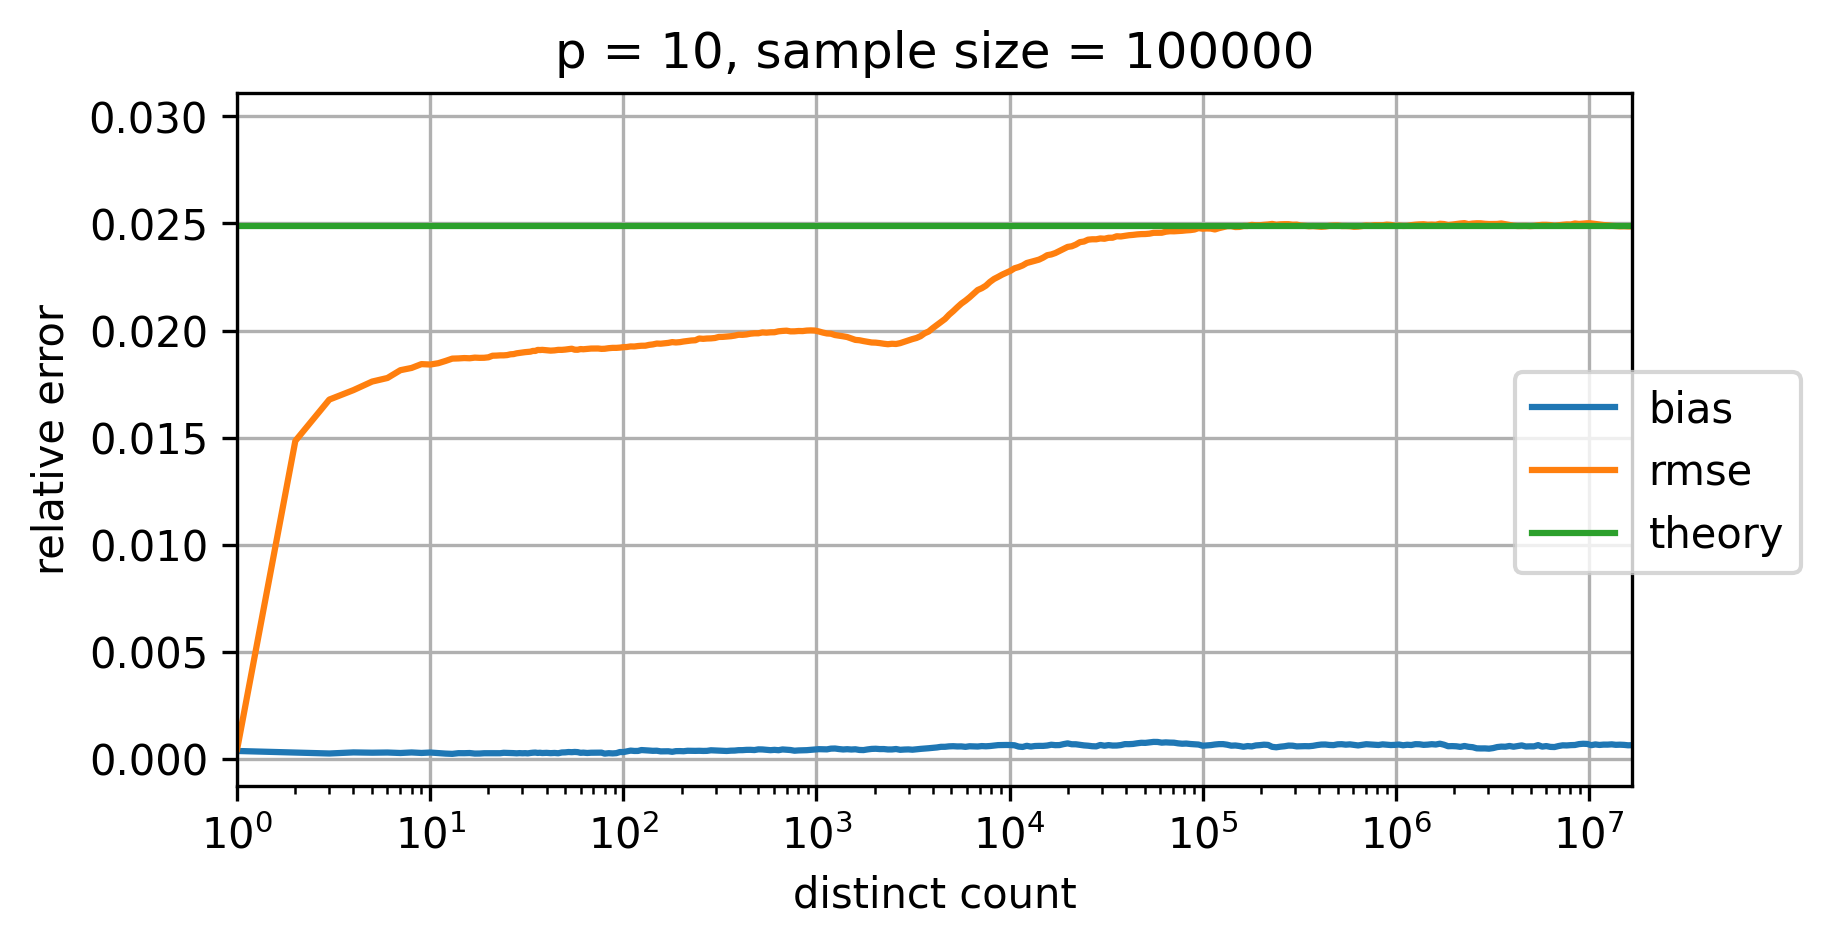 p = 10, sample size = 100000
0.030
0.025
0.020
0.015
0.010
0.005
0.000
relative error
bias
rmse
theory
10⁰ 10¹ 10² 10³ 10⁴ 10⁵ 10⁶ 10⁷
distinct count